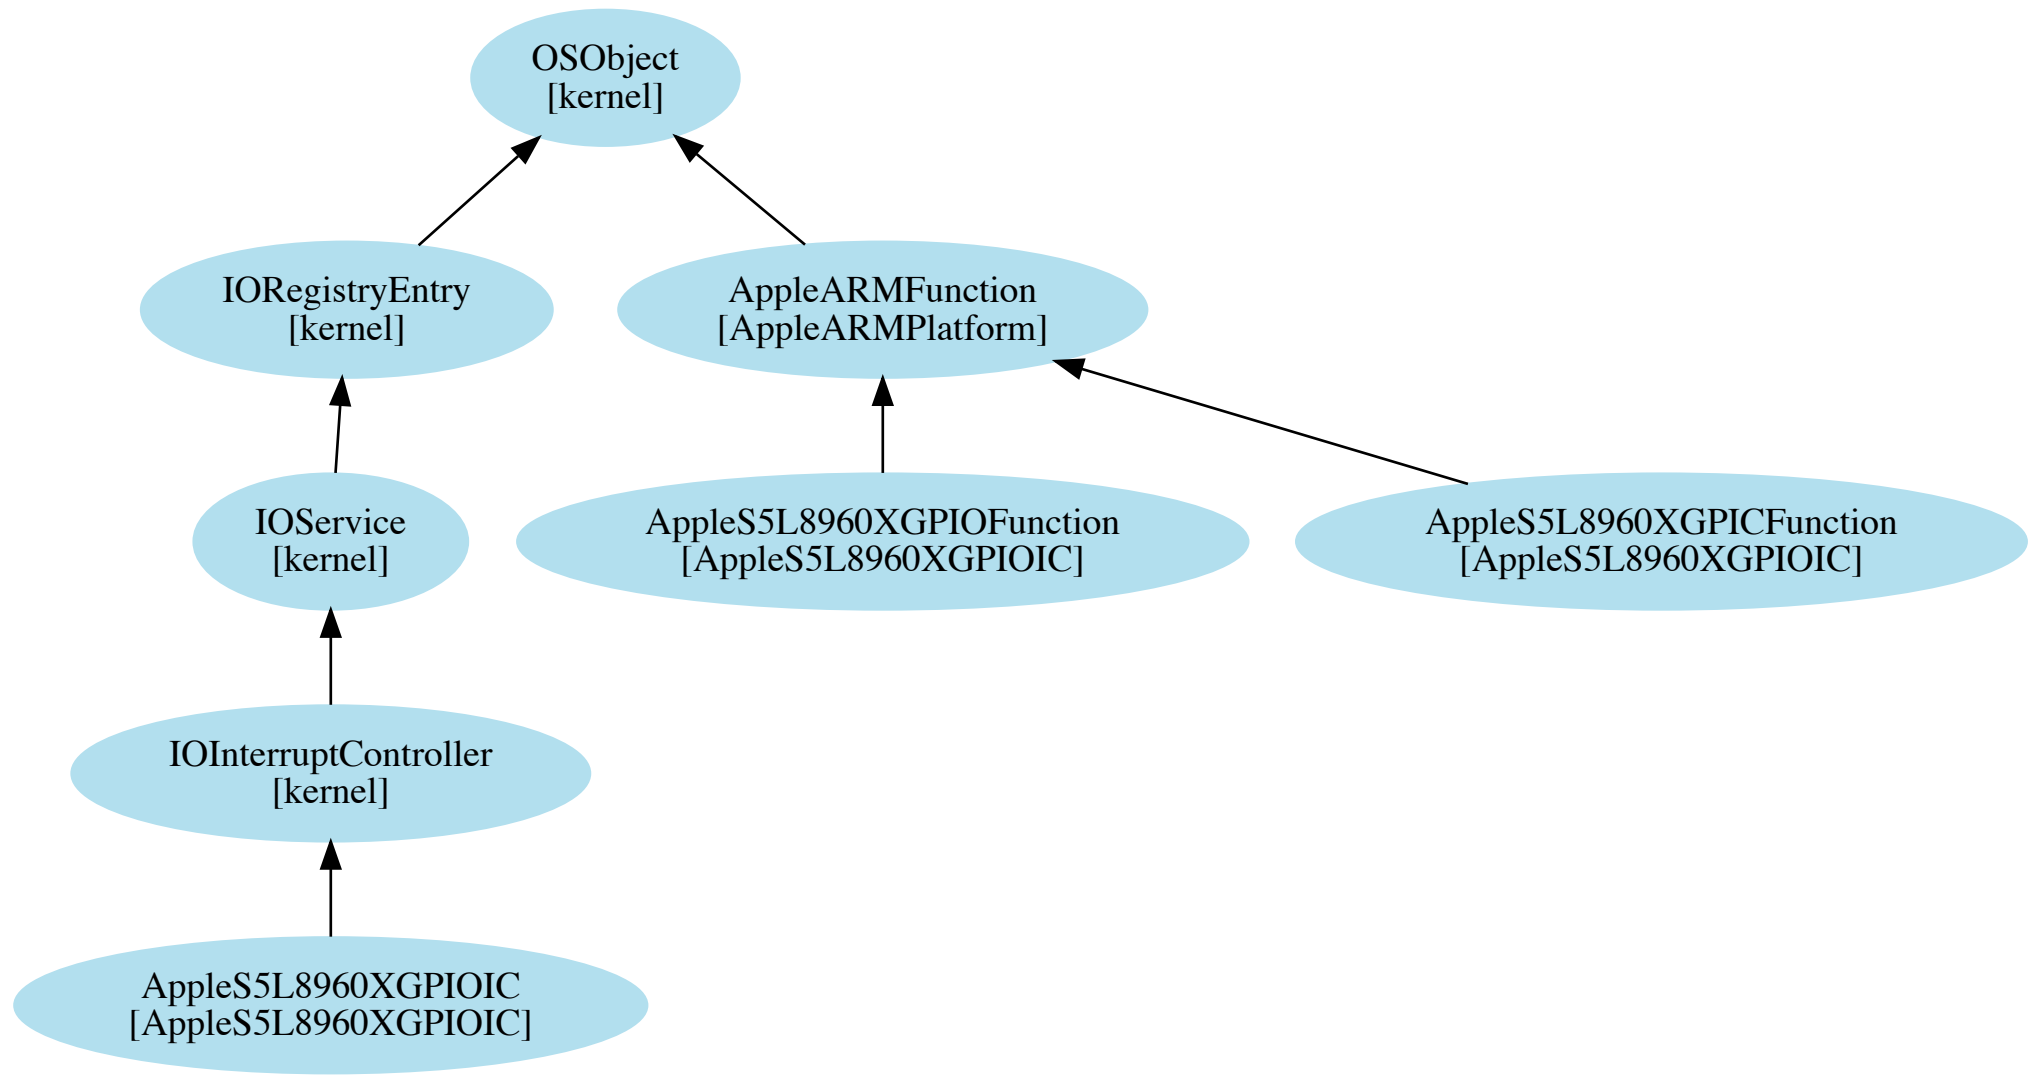 OSObject
[kernel]
IORegistryEntry
[kernel]
AppleARMFunction
[AppleARMPlatform]
IOService
[kernel]
AppleS5L8960XGPIOFunction
[AppleS5L8960XGPIOIC]
AppleS5L8960XGPICFunction
[AppleS5L8960XGPIOIC]
IOInterruptController
[kernel]
AppleS5L8960XGPIOIC
[AppleS5L8960XGPIOIC]